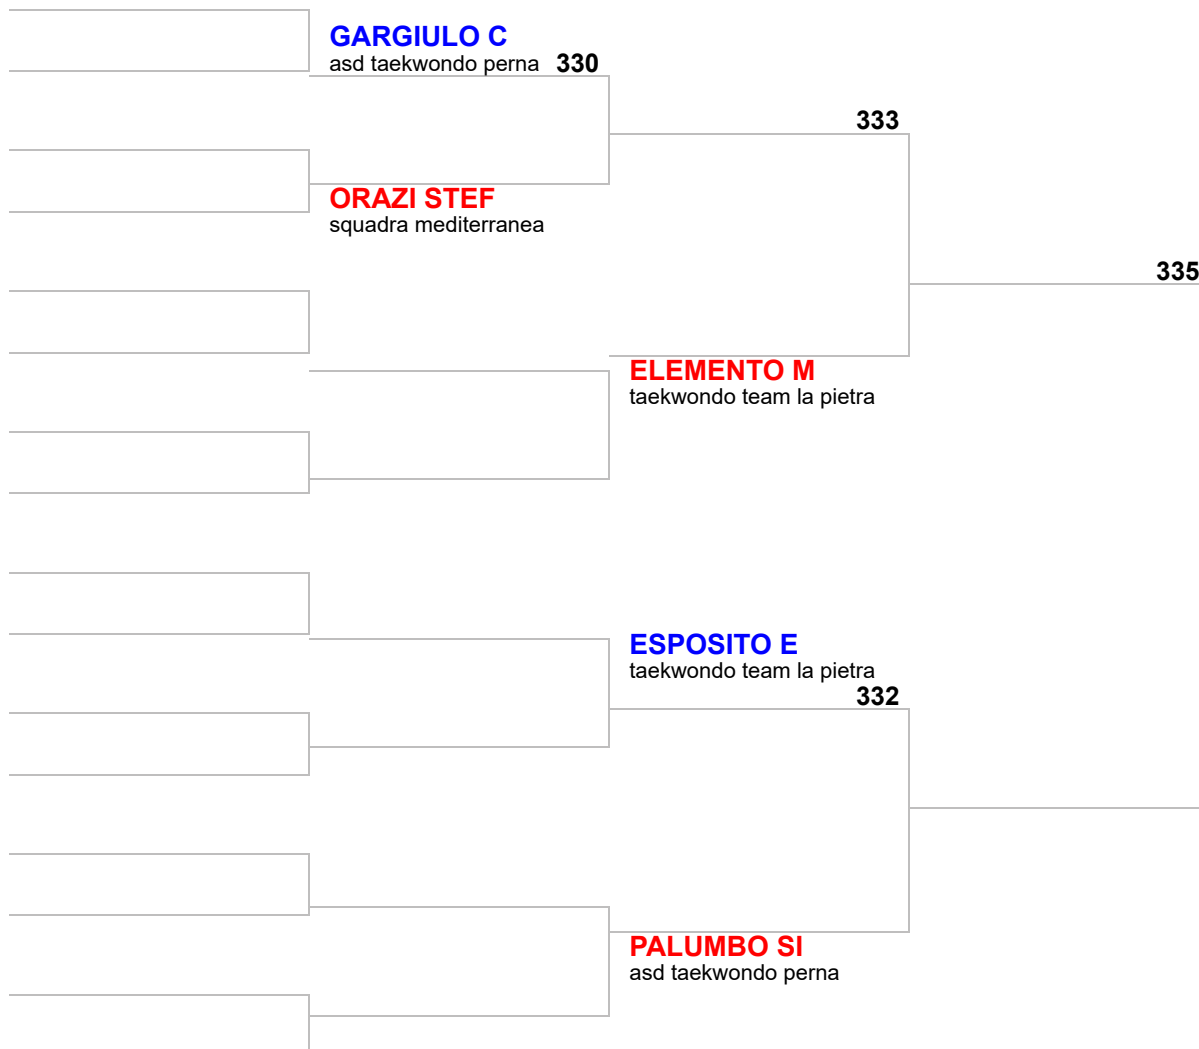 GARGIULO C
asd taekwondo perna 330
333
ORAZI STEF
squadra mediterranea
335
ELEMENTO M
taekwondo team la pietra
ESPOSITO E
taekwondo team la pietra
332
PALUMBO SI
asd taekwondo perna